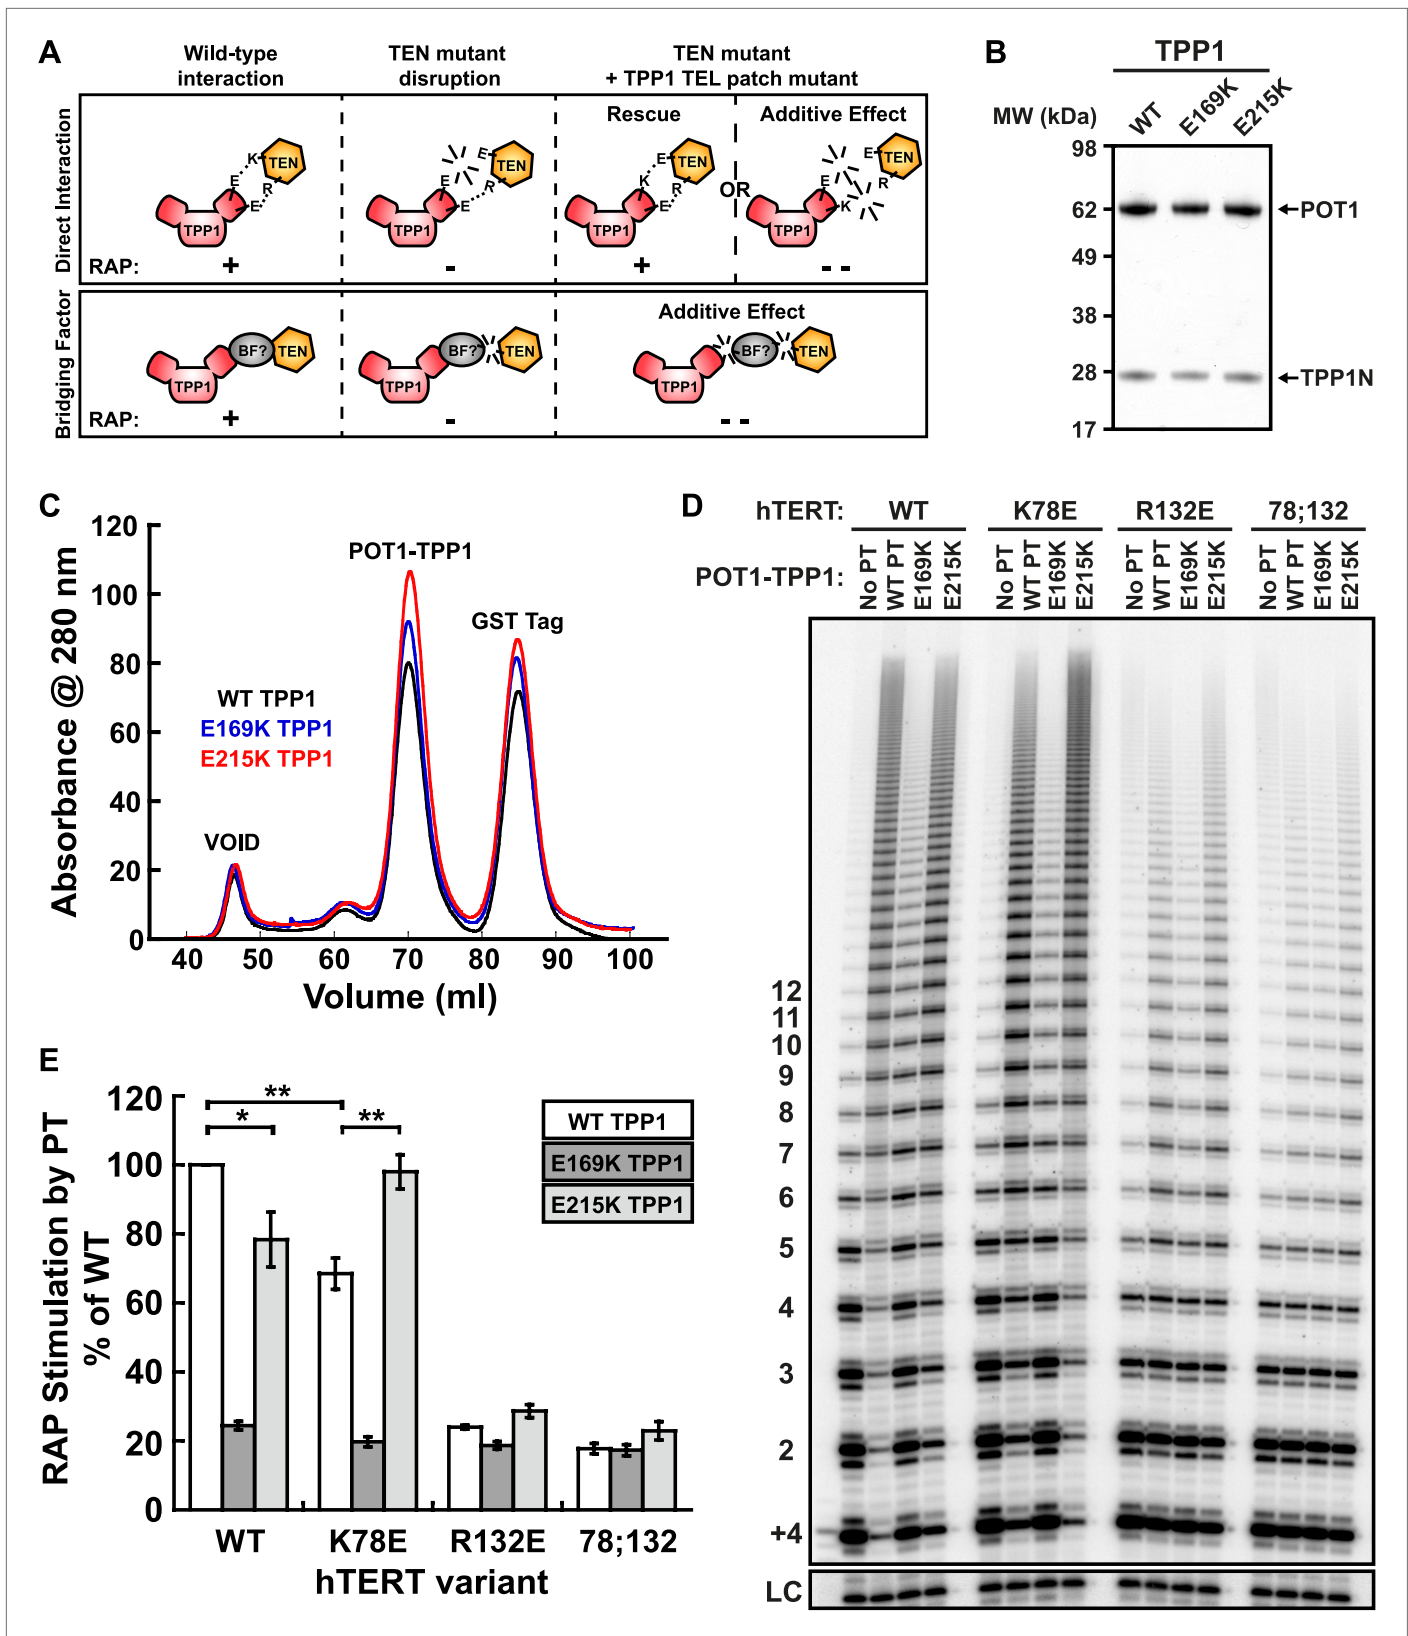 A
Wild-type
interaction
TEN mutant
disruption
TEN mutant
+ TPP1 TEL patch mutant
Direct Interaction
Rescue
Additive Effect
K
TEN
E
R
E
TPP1
E
TEN
E
R
E
TPP1
E
TEN
K
R
E
TPP1
OR
E
TEN
E
R
K
TPP1
RAP:
+
-
+
- -
Bridging Factor
Additive Effect
BF?
TEN
TPP1
BF?
TEN
TPP1
BF?
TEN
TPP1
RAP:
+
-
- -
B
TPP1
MW (kDa)
WT
E169K
E215K
98
62
49
38
28
17
POT1
TPP1N
C
Absorbance @ 280 nm
120
100
80
60
40
20
0
POT1-TPP1
GST Tag
WT TPP1
E169K TPP1
E215K TPP1
VOID
40 50 60 70 80 90 100
Volume (ml)
D
hTERT: WT K78E R132E 78;132
POT1-TPP1: No PT WT PT E169K E215K No PT WT PT E169K E215K No PT WT PT E169K E215K No PT WT PT E169K E215K
12
11
10
9
8
7
6
5
4
3
2
+4
LC
E
RAP Stimulation by PT
% of WT
120
100
80
60
40
20
0
**
*
**
WT TPP1
E169K TPP1
E215K TPP1
WT K78E R132E 78;132
hTERT variant